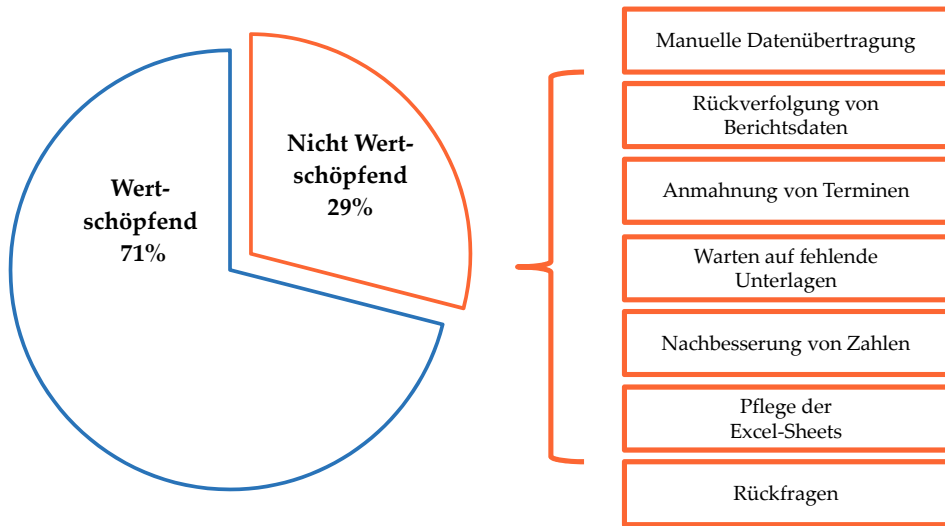 Wert-
schöpfend
71%
Nicht Wert-
schöpfend
29%
Manuelle Datenübertragung
Rückverfolgung von
Berichtsdaten
Anmahnung von Terminen
Warten auf fehlende
Unterlagen
Nachbesserung von Zahlen
Pflege der
Excel-Sheets
Rückfragen